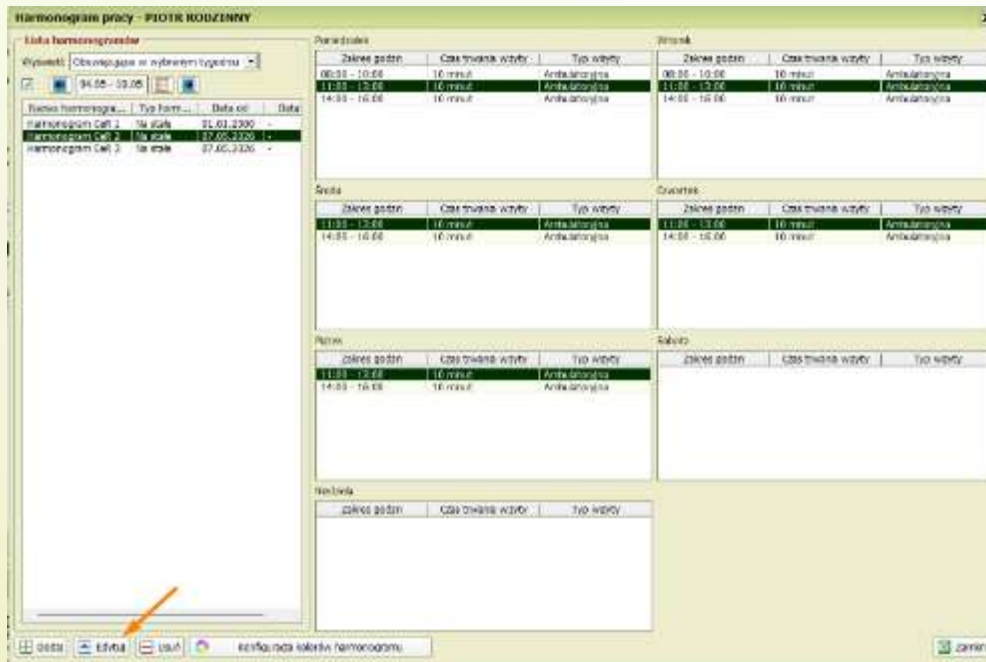 Harmonogram pracy - PIOTR RODZINNY
Lista harmonogramów
Wyświetl: Obowiązujące w wybranym tygodniu
04.05 - 10.05
Nazwa harmonogra... Typ harm... Data od Data
Harmonogram CeR 1 Na stałe 01.01.2000 -
Harmonogram CeR 2 Na stałe 07.05.2026 -
Harmonogram CeR 3 Na stałe 07.05.2026 -
Poniedziałek
Zakres godzin Czas trwania wizyty Typ wizyty
08:00 - 10:00 10 minut Ambulatoryjna
11:00 - 13:00 10 minut Ambulatoryjna
14:00 - 16:00 10 minut Ambulatoryjna
Wtorek
Zakres godzin Czas trwania wizyty Typ wizyty
08:00 - 10:00 10 minut Ambulatoryjna
11:00 - 13:00 10 minut Ambulatoryjna
14:00 - 16:00 10 minut Ambulatoryjna
Środa
Zakres godzin Czas trwania wizyty Typ wizyty
11:00 - 13:00 10 minut Ambulatoryjna
14:00 - 16:00 10 minut Ambulatoryjna
Czwartek
Zakres godzin Czas trwania wizyty Typ wizyty
11:00 - 13:00 10 minut Ambulatoryjna
14:00 - 16:00 10 minut Ambulatoryjna
Piątek
Zakres godzin Czas trwania wizyty Typ wizyty
11:00 - 13:00 10 minut Ambulatoryjna
14:00 - 16:00 10 minut Ambulatoryjna
Sobota
Zakres godzin Czas trwania wizyty Typ wizyty
Niedziela
Zakres godzin Czas trwania wizyty Typ wizyty
Dodaj Edytuj Usuń Konfiguracja kolorów harmonogramu